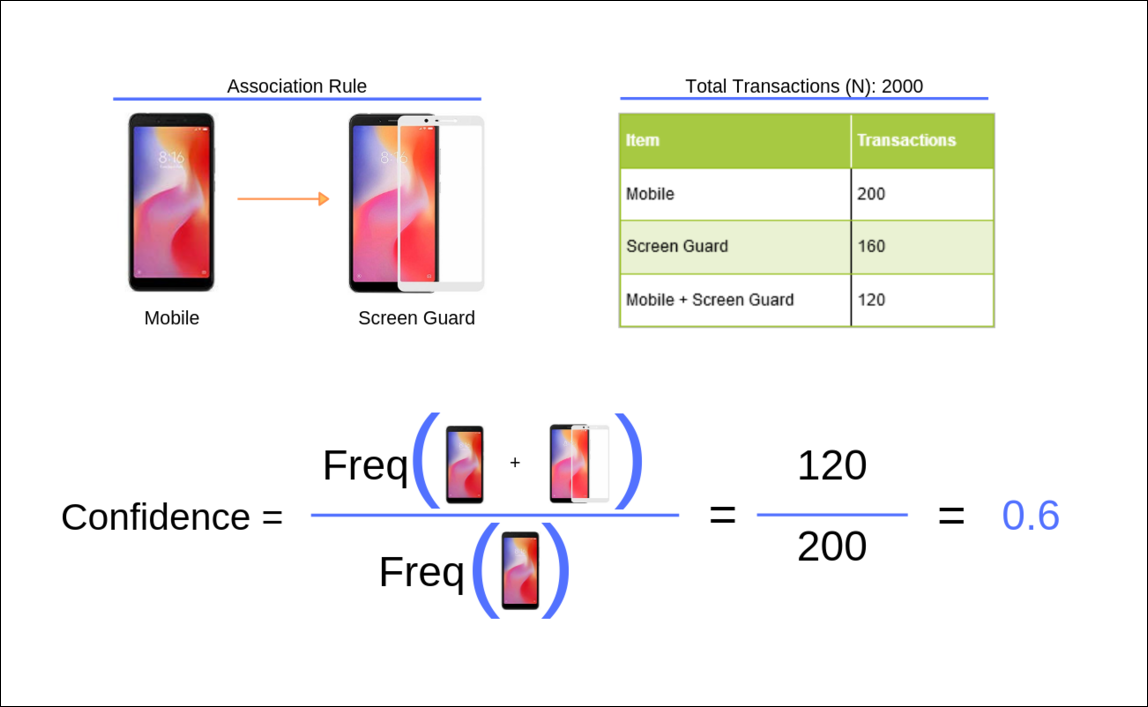 Association Rule
Total Transactions (N): 2000
8:16
8:16
Mobile
Screen Guard
Item Transactions
Mobile 200
Screen Guard 160
Mobile + Screen Guard 120
Confidence = Freq( + ) = 120 = 0.6
Freq( ) 200